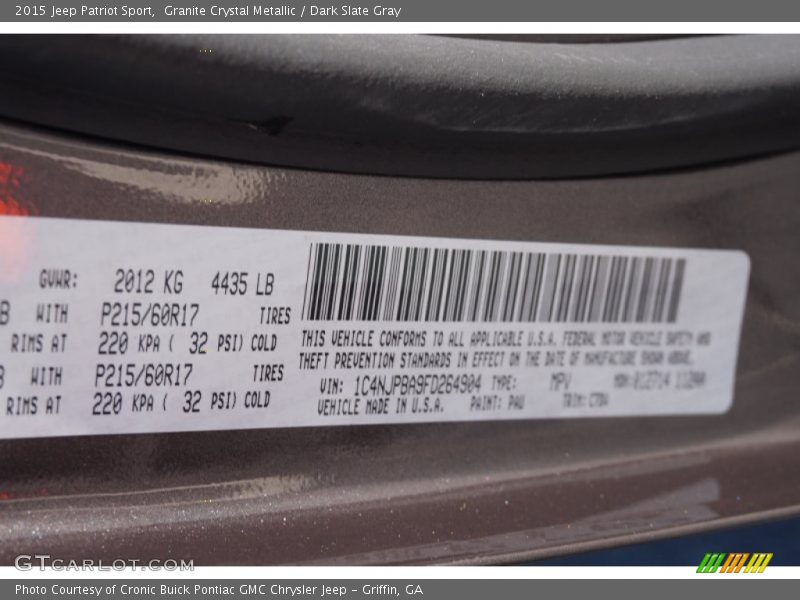 2015 Jeep Patriot Sport,  Granite Crystal Metallic / Dark Slate Gray
GVWR: 2012 KG 4435 LB
B WITH P215/60R17 TIRES
RIMS AT 220 KPA ( 32 PSI) COLD
B WITH P215/60R17 TIRES
RIMS AT 220 KPA ( 32 PSI) COLD
THIS VEHICLE CONFORMS TO ALL APPLICABLE U.S.A. FEDERAL MOTOR VEHICLE SAFETY AND
THEFT PREVENTION STANDARDS IN EFFECT ON THE DATE OF MANUFACTURE SHOWN ABOVE.
VIN: 1C4NJPBA9FD264904 TYPE: MPV
VEHICLE MADE IN U.S.A. PAINT: PAU TRIM:
GTCARLOT.COM
Photo Courtesy of Cronic Buick Pontiac GMC Chrysler Jeep - Griffin, GA